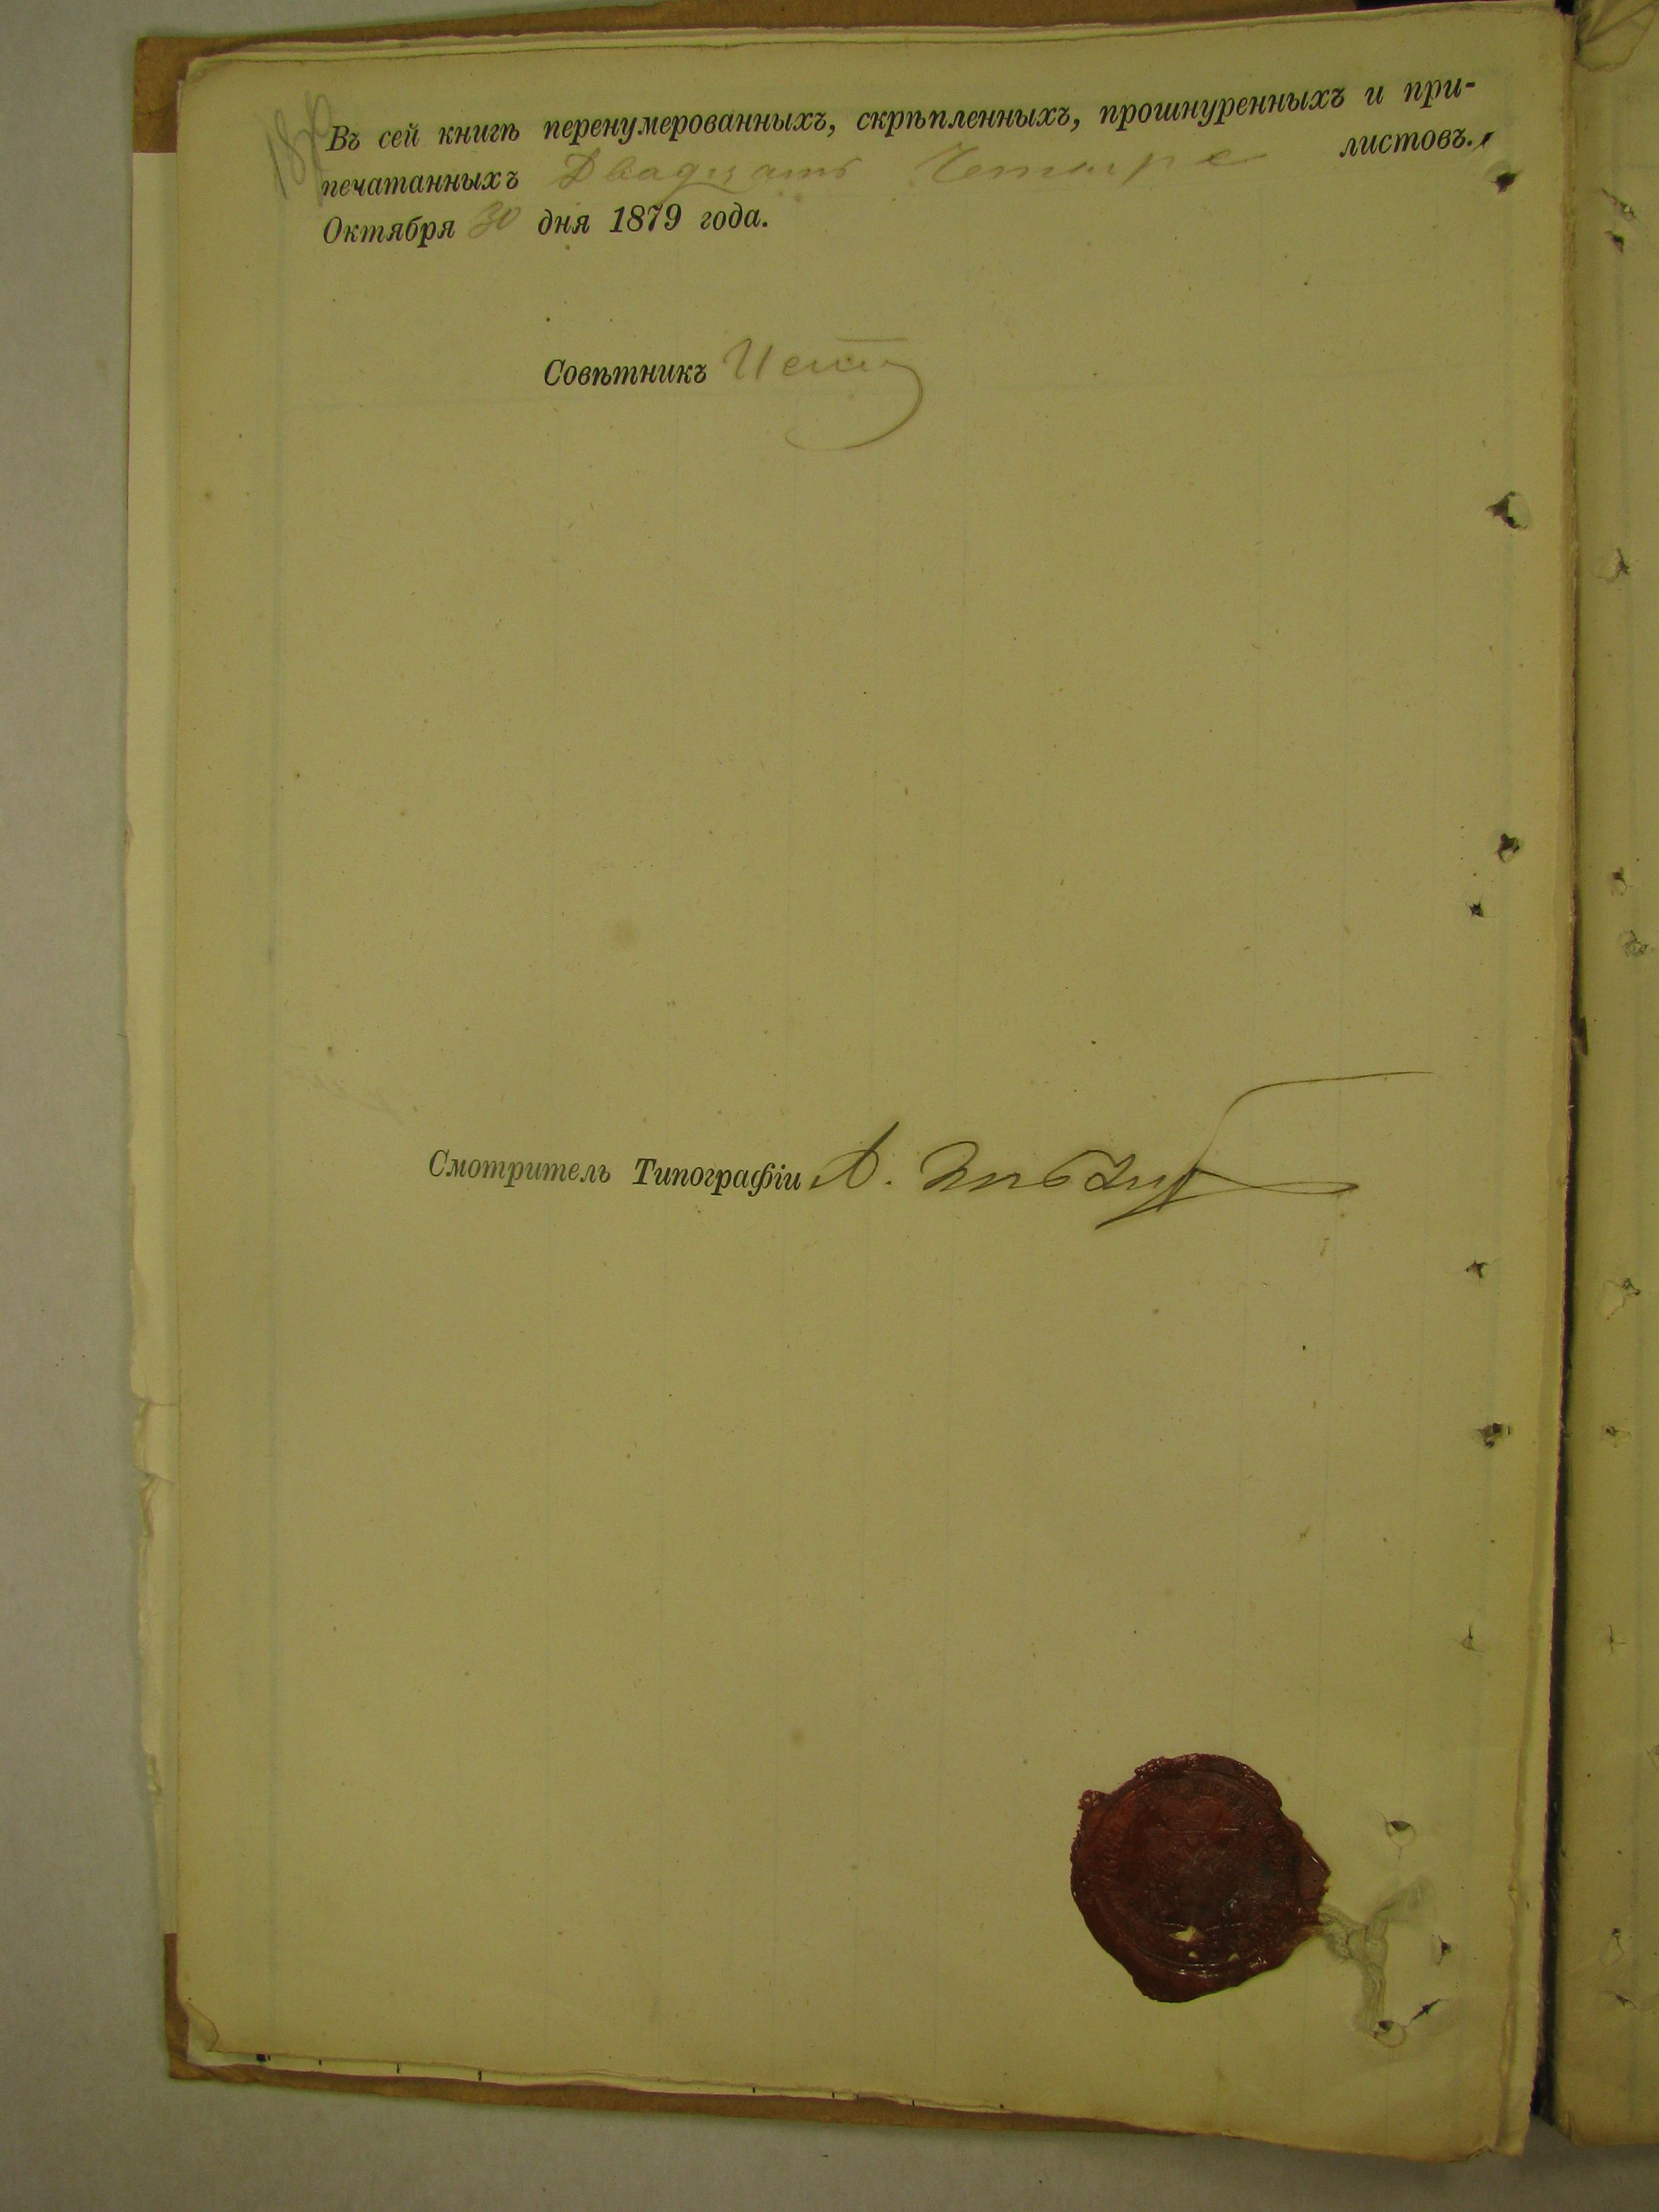 Въ сей книгѣ перенумерованныхъ, скрѣпленныхъ, прошнуренныхъ и при-
печатанныхъ Двадцать Четыре листовъ.
Октября 30 дня 1879 года.
Совѣтникъ
Смотритель Типографіи А.